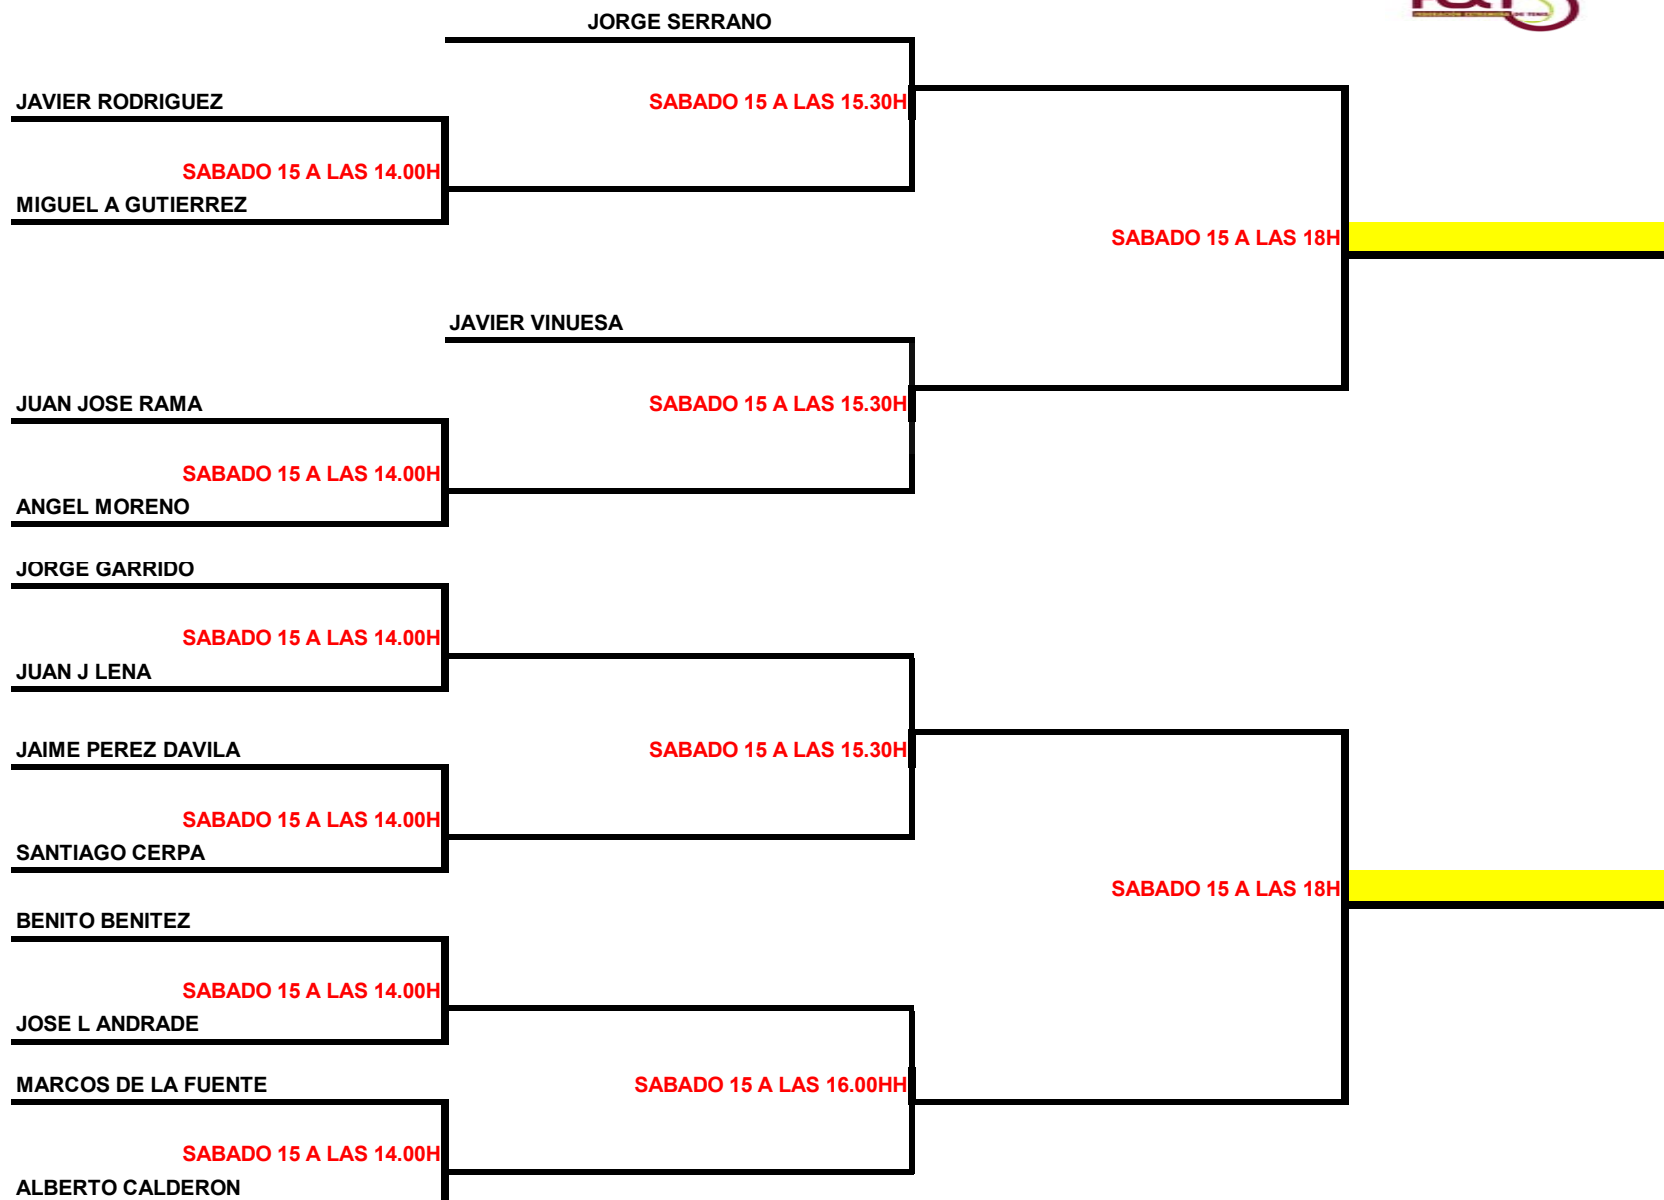 JORGE SERRANO
JAVIER RODRIGUEZ
SABADO 15 A LAS 15.30H
SABADO 15 A LAS 14.00H
MIGUEL A GUTIERREZ
SABADO 15 A LAS 18H
JAVIER VINUESA
JUAN JOSE RAMA
SABADO 15 A LAS 15.30H
SABADO 15 A LAS 14.00H
ANGEL MORENO
JORGE GARRIDO
SABADO 15 A LAS 14.00H
JUAN J LENA
JAIME PEREZ DAVILA
SABADO 15 A LAS 15.30H
SABADO 15 A LAS 14.00H
SANTIAGO CERPA
SABADO 15 A LAS 18H
BENITO BENITEZ
SABADO 15 A LAS 14.00H
JOSE L ANDRADE
MARCOS DE LA FUENTE
SABADO 15 A LAS 16.00HH
SABADO 15 A LAS 14.00H
ALBERTO CALDERON